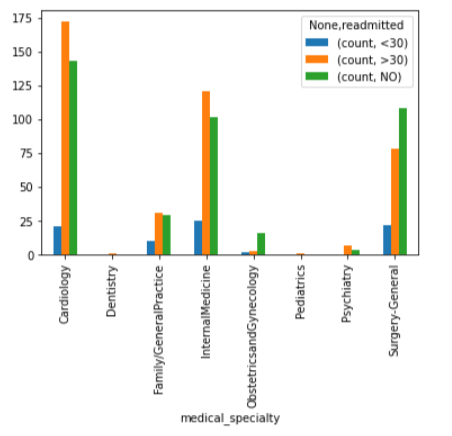 175
150
125
100
75
50
25
0
None,readmitted
(count, <30)
(count, >30)
(count, NO)
Cardiology
Dentistry
Family/GeneralPractice
InternalMedicine
ObstetricsandGynecology
Pediatrics
Psychiatry
Surgery-General
medical_specialty